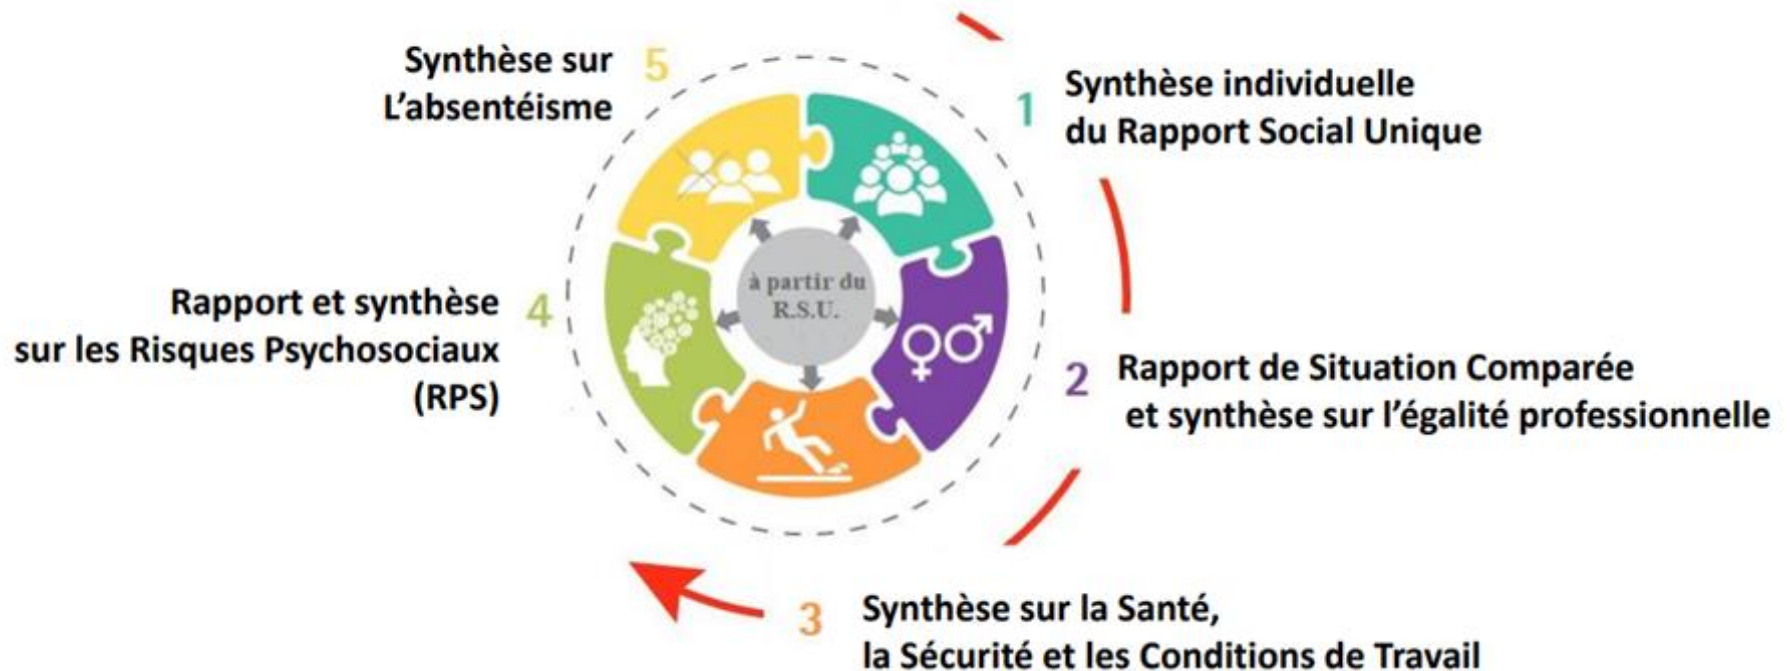 1
Synthèse individuelle
du Rapport Social Unique
2
Rapport de Situation Comparée
et synthèse sur l'égalité professionnelle
3
Synthèse sur la Santé,
la Sécurité et les Conditions de Travail
4
Rapport et synthèse
sur les Risques Psychosociaux
(RPS)
5
Synthèse sur
L'absentéisme
à partir du
R.S.U.